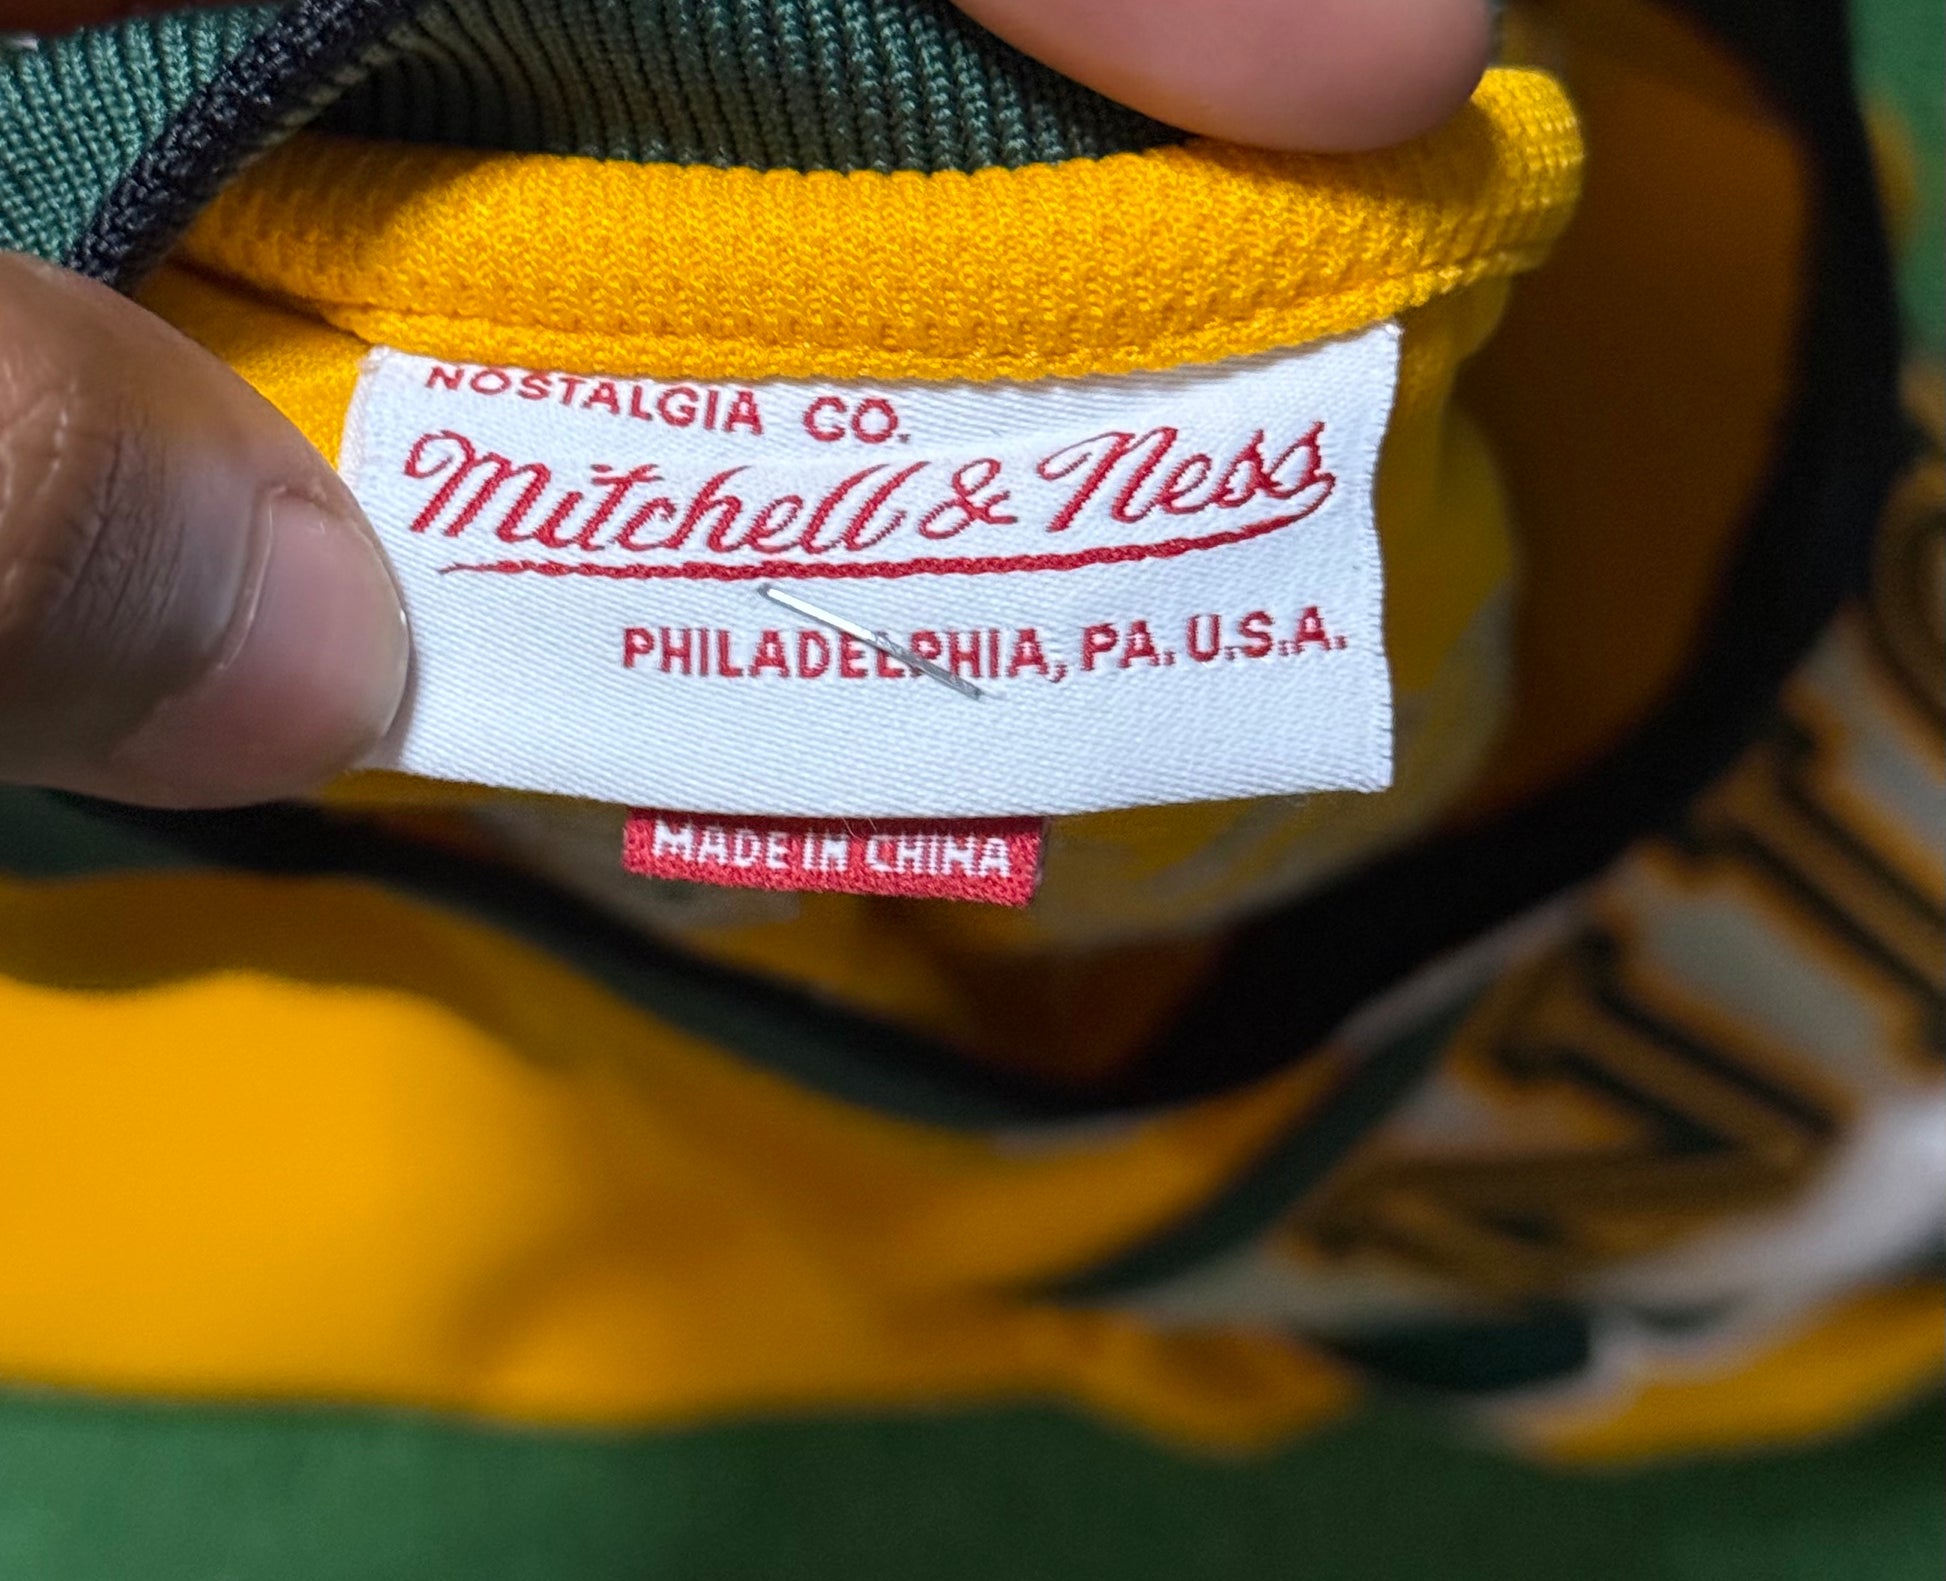 NOSTALGIA CO.
Mitchell & Ness
PHILADELPHIA, PA. U.S.A.
MADE IN CHINA